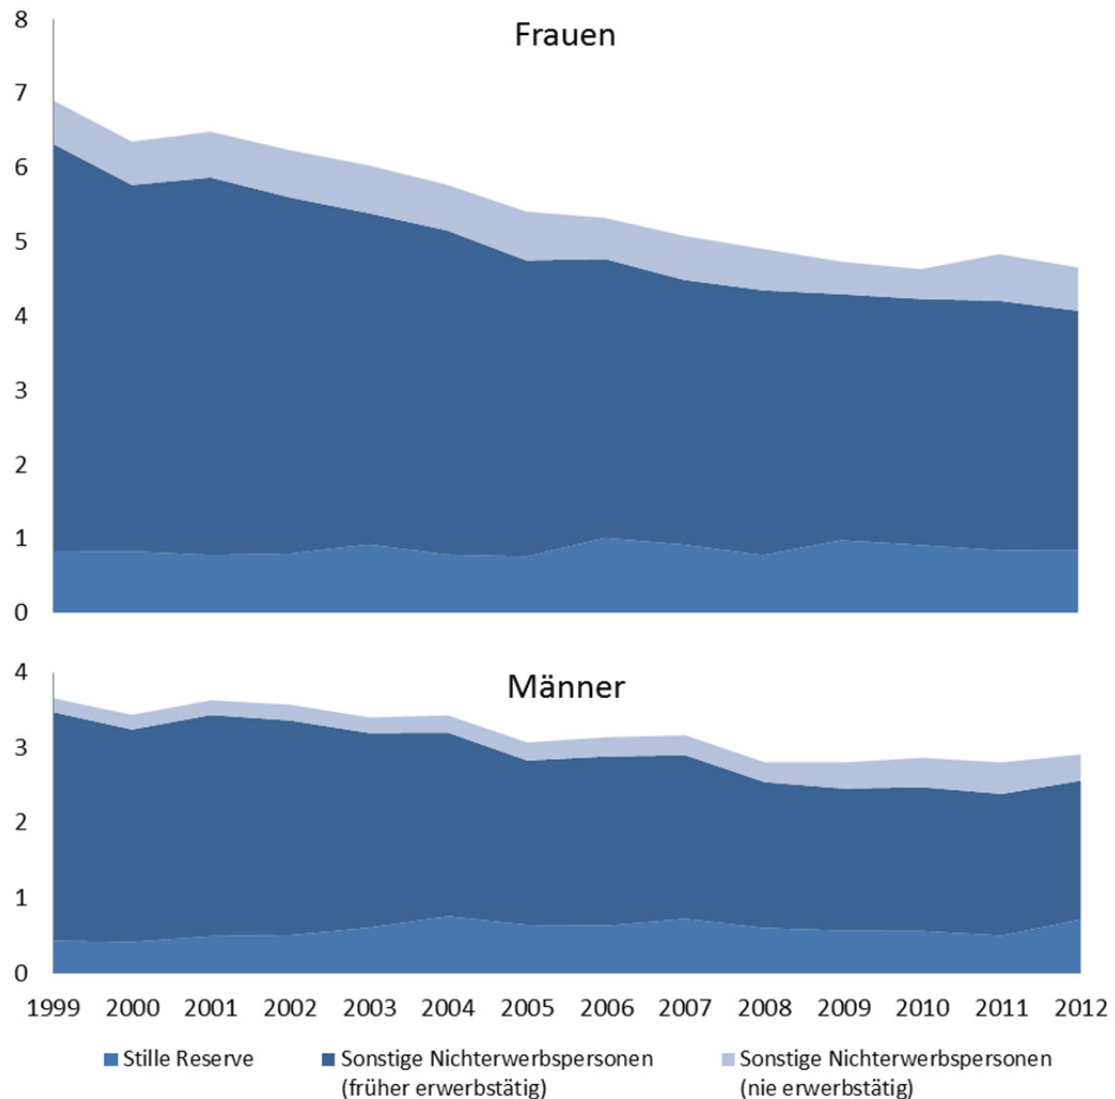 Frauen
8
7
6
5
4
3
2
1
0
Männer
4
3
2
1
0
1999 2000 2001 2002 2003 2004 2005 2006 2007 2008 2009 2010 2011 2012
Stille Reserve
Sonstige Nichterwerbspersonen
(früher erwerbstätig)
Sonstige Nichterwerbspersonen
(nie erwerbstätig)